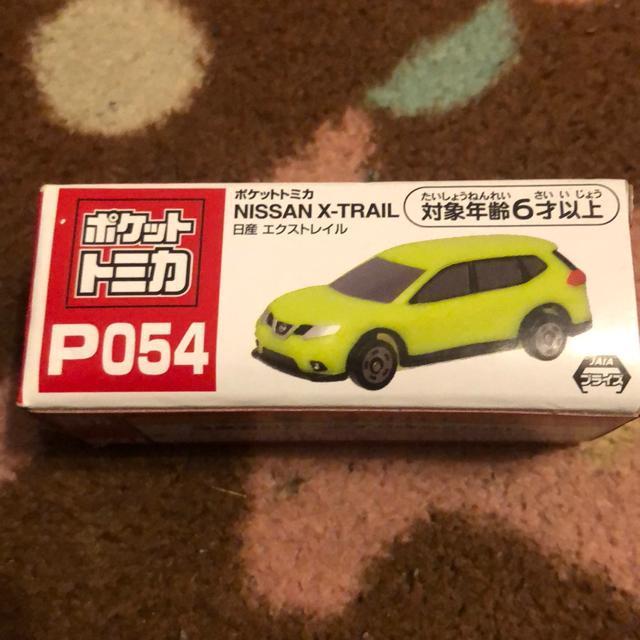 ポケット
トミカ
P054
ポケットトミカ
NISSAN X-TRAIL
日産 エクストレイル
たいしょうねんれい さい い じょう
対象年齢6才以上
JAIA
プライズ